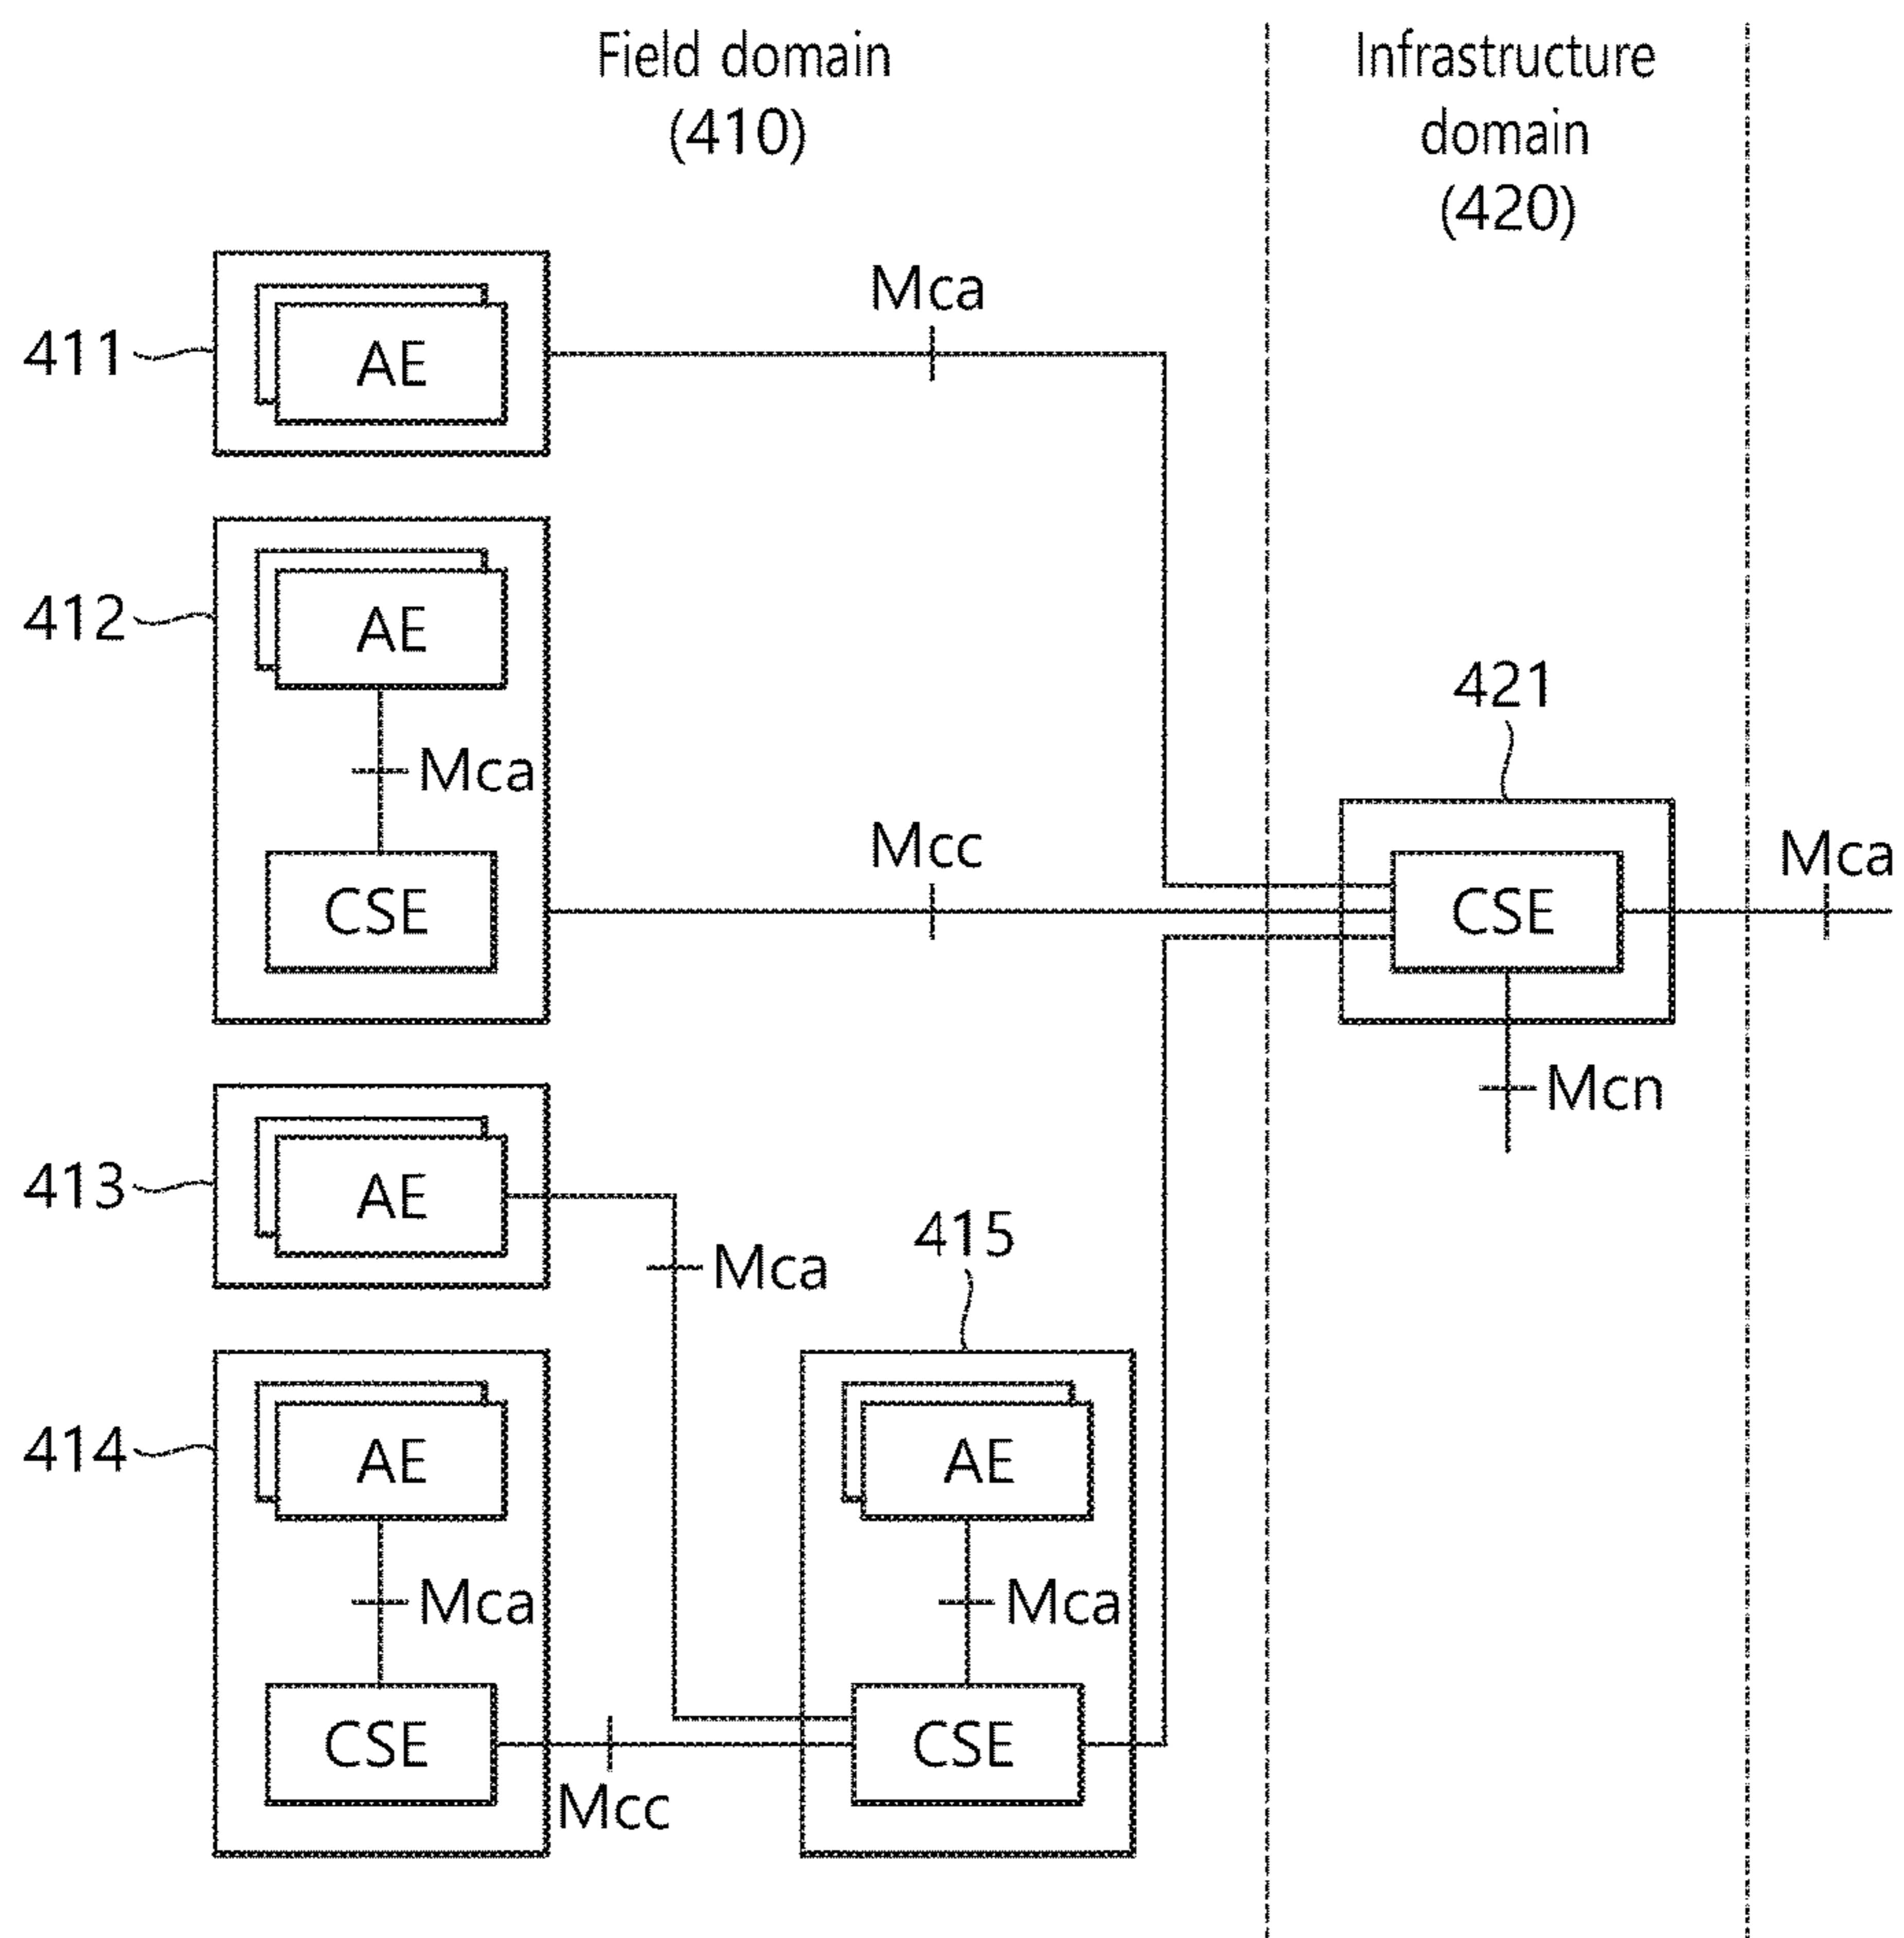 Field domain
(410)
Infrastructure
domain
(420)
Mca
411
AE
412
AE
Mca
CSE
Mcc
421
CSE
Mca
Mcn
413
AE
Mca
415
414
AE
Mca
CSE
Mcc
AE
Mca
CSE